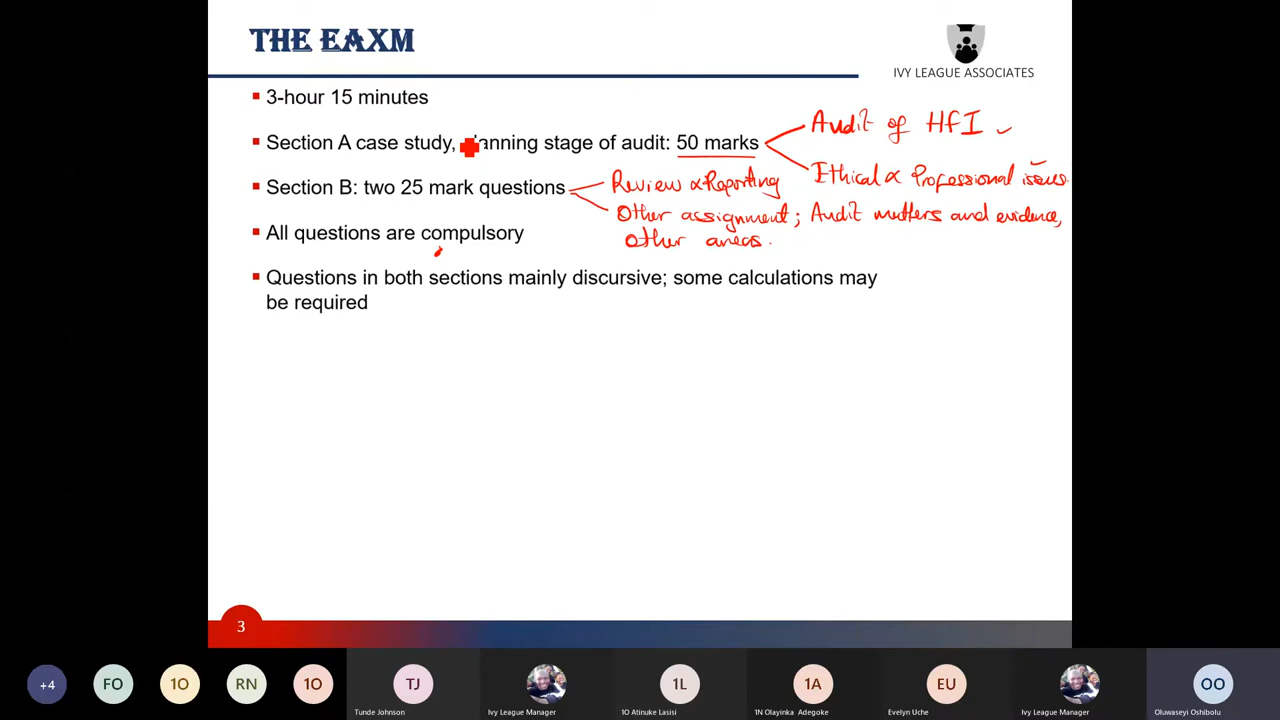 THE EAXM
IVY LEAGUE ASSOCIATES
3-hour 15 minutes
Section A case study, lanning stage of audit: 50 marks
Audit of HFI
Ethical & Professional issues.
Section B: two 25 mark questions
Review & Reporting
Other assignment; Audit matters and evidence,
Other areas.
All questions are compulsory
Questions in both sections mainly discursive; some calculations may
be required
3
+4
FO
1O
RN
1O
TJ
1L
1A
EU
OO
Tunde Johnson
Ivy League Manager
1O Atinuke Lasisi
1N Olayinka Adegoke
Evelyn Uche
Ivy League Manager
Oluwaseyi Oshibolu